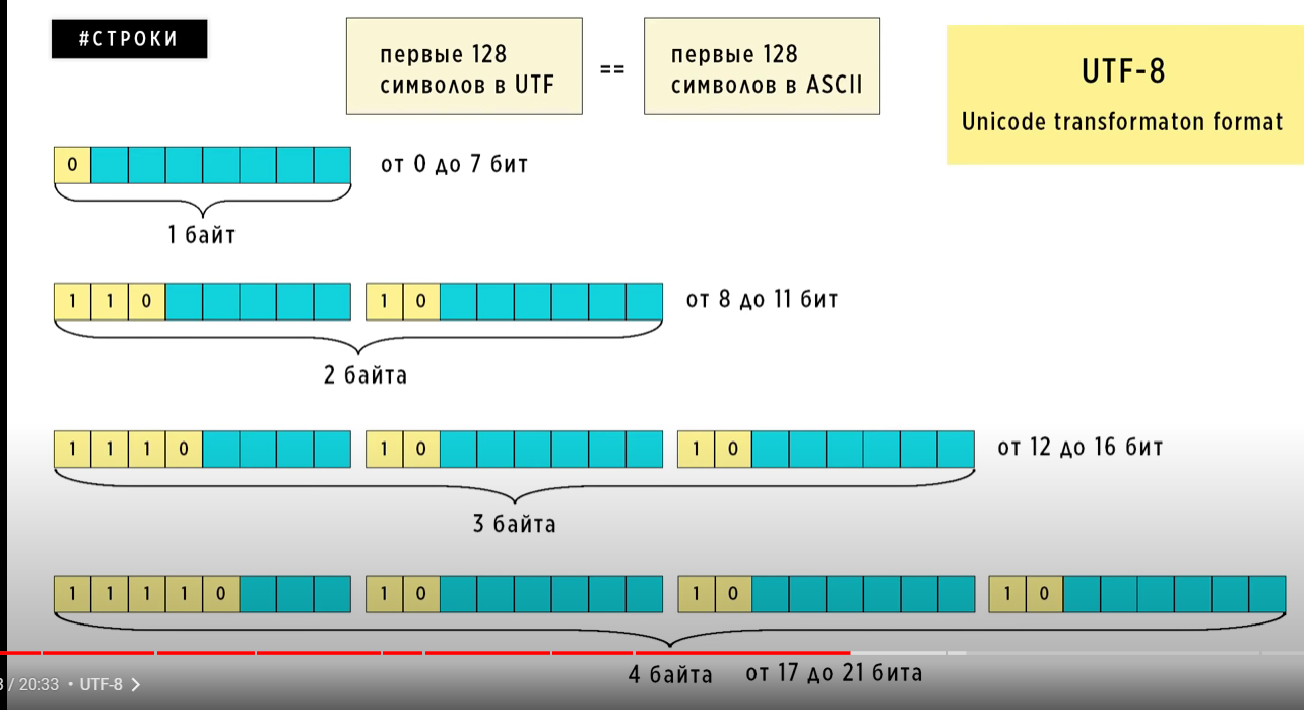 #СТРОКИ
первые 128
символов в UTF
==
первые 128
символов в ASCII
UTF-8
Unicode transformaton format
0
от 0 до 7 бит
1 байт
1 1 0 1 0
от 8 до 11 бит
2 байта
1 1 1 0 1 0 1 0
от 12 до 16 бит
3 байта
1 1 1 1 0 1 0 1 0 1 0
4 байта от 17 до 21 бита
/ 20:33 • UTF-8